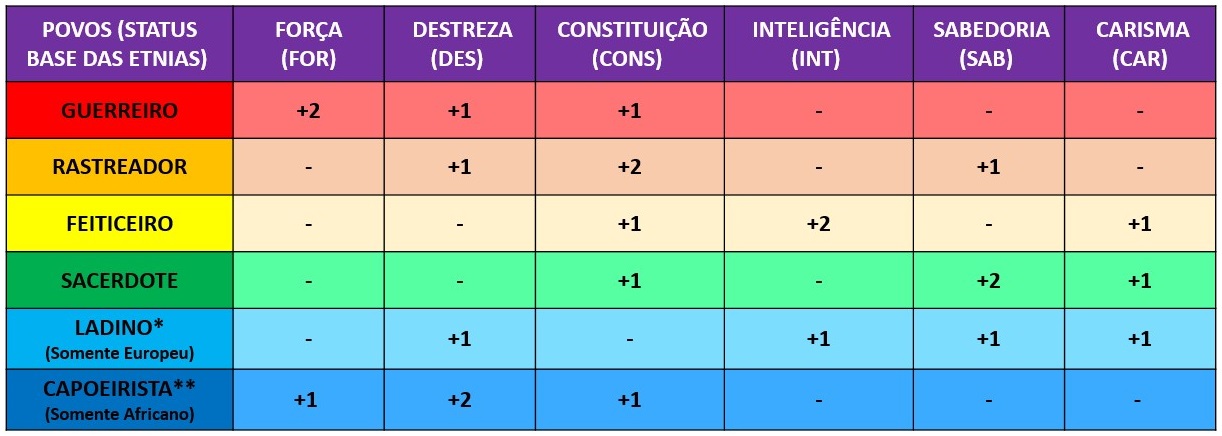 POVOS (STATUS BASE DAS ETNIAS) FORÇA (FOR) DESTREZA (DES) CONSTITUIÇÃO (CONS) INTELIGÊNCIA (INT) SABEDORIA (SAB) CARISMA (CAR)
GUERREIRO +2 +1 +1 - - -
RASTREADOR - +1 +2 - +1 -
FEITICEIRO - - +1 +2 - +1
SACERDOTE - - +1 - +2 +1
LADINO* (Somente Europeu) - +1 - +1 +1 +1
CAPOEIRISTA** (Somente Africano) +1 +2 +1 - - -